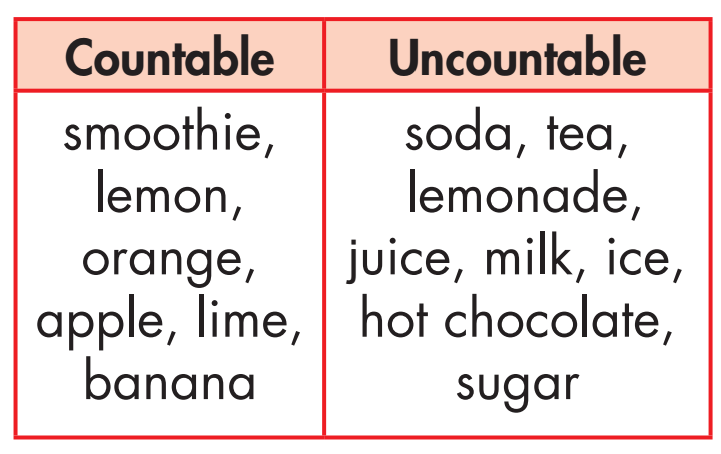 Countable
Uncountable
smoothie,
lemon,
orange,
apple, lime,
banana
soda, tea,
lemonade,
juice, milk, ice,
hot chocolate,
sugar